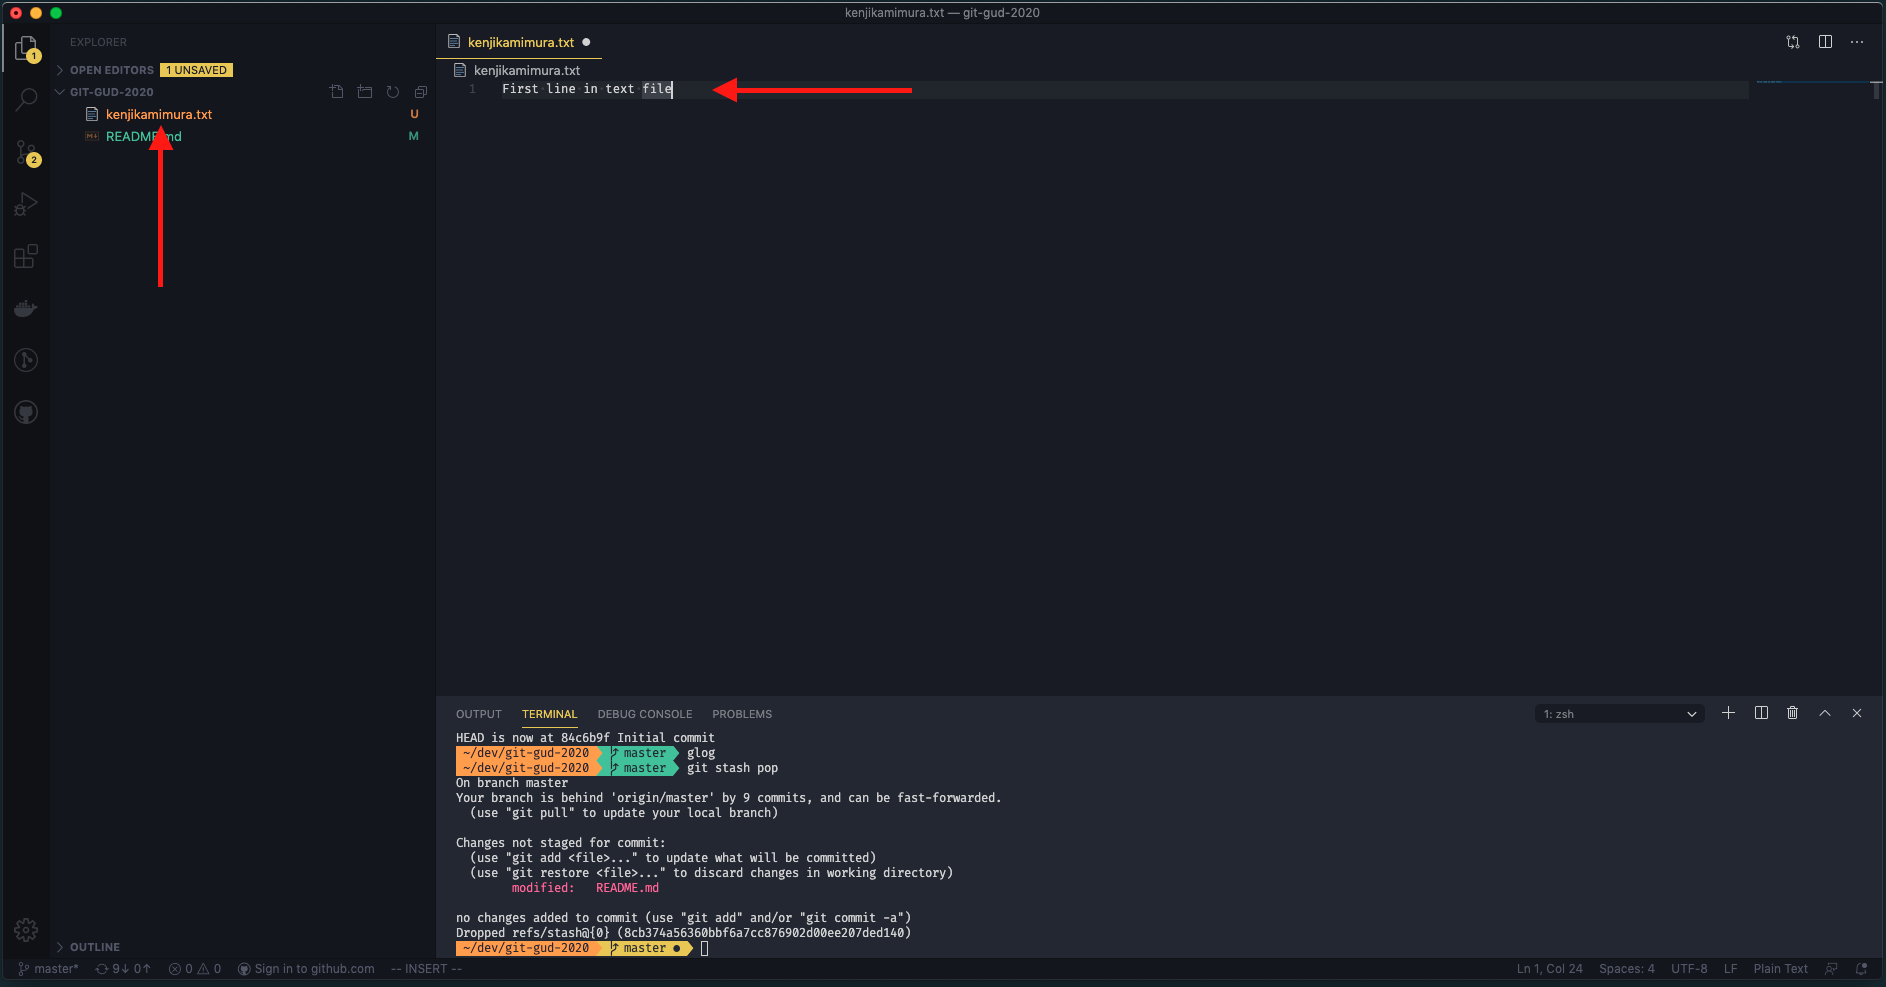 kenjikamimura.txt — git-gud-2020
EXPLORER
OPEN EDITORS 1 UNSAVED
GIT-GUD-2020
kenjikamimura.txt U
README.md M
1
2
kenjikamimura.txt
kenjikamimura.txt
1 First line in text file
OUTPUT TERMINAL DEBUG CONSOLE PROBLEMS
1: zsh
HEAD is now at 84c6b9f Initial commit
~/dev/git-gud-2020 master glog
~/dev/git-gud-2020 master git stash pop
On branch master
Your branch is behind 'origin/master' by 9 commits, and can be fast-forwarded.
(use "git pull" to update your local branch)
Changes not staged for commit:
(use "git add <file>..." to update what will be committed)
(use "git restore <file>..." to discard changes in working directory)
modified: README.md
no changes added to commit (use "git add" and/or "git commit -a")
Dropped refs/stash@{0} (8cb374a56360bbf6a7cc876902d00ee207ded140)
~/dev/git-gud-2020 master ●
OUTLINE
master* 9↓ 0↑ 0 0 Sign in to github.com -- INSERT --
Ln 1, Col 24 Spaces: 4 UTF-8 LF Plain Text